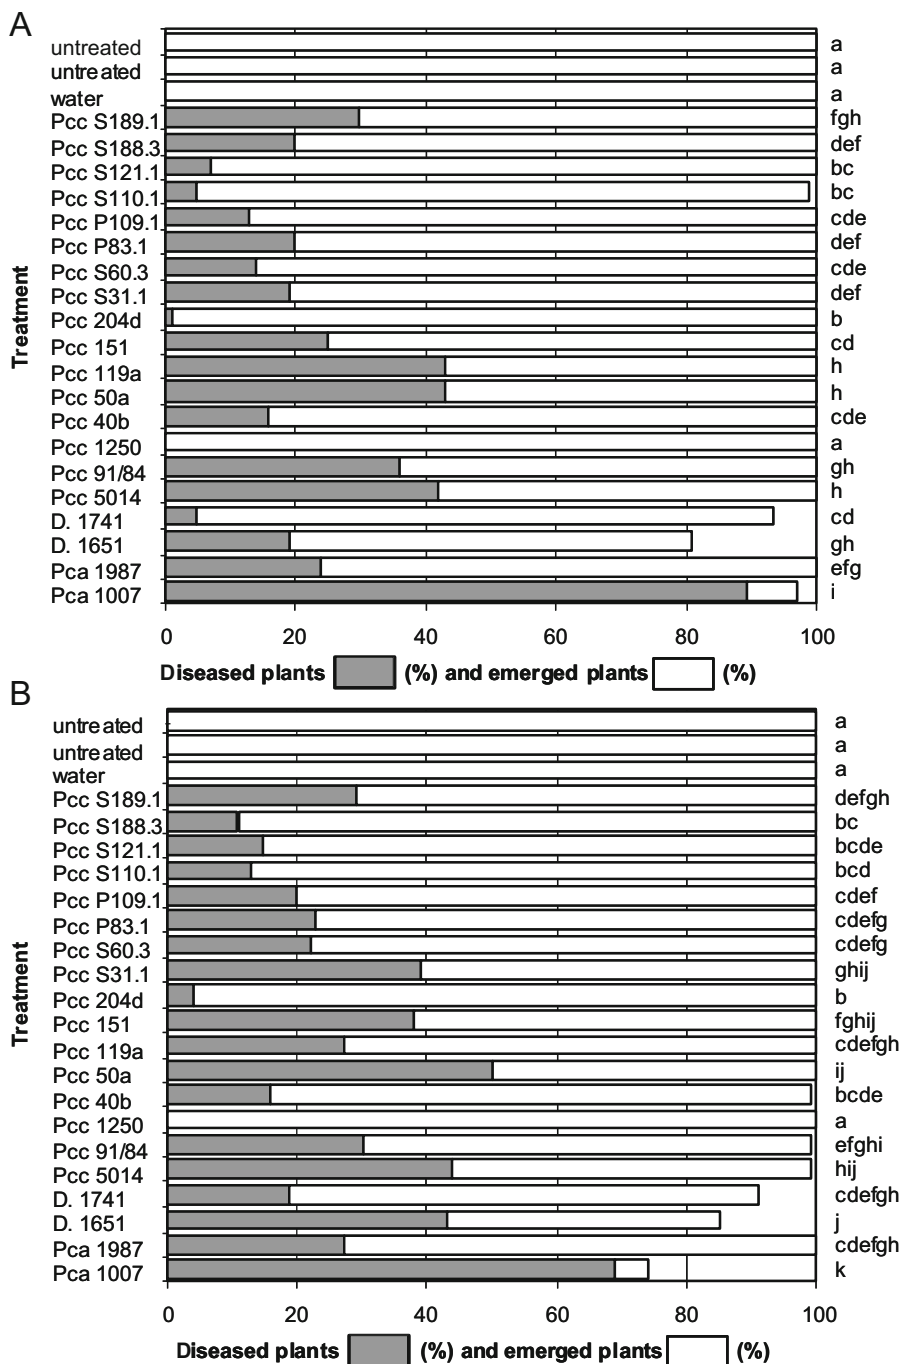 A
untreated a
untreated a
water a
Pcc S189.1 fgh
Pcc S188.3 def
Pcc S121.1 bc
Pcc S110.1 bc
Pcc P109.1 cde
Pcc P83.1 def
Pcc S60.3 cde
Pcc S31.1 def
Pcc 204d b
Pcc 151 cd
Pcc 119a h
Pcc 50a h
Pcc 40b cde
Pcc 1250 a
Pcc 91/84 gh
Pcc 5014 h
D. 1741 cd
D. 1651 gh
Pca 1987 efg
Pca 1007 i
Treatment
0 20 40 60 80 100
Diseased plants (%) and emerged plants (%)
B
untreated a
untreated a
water a
Pcc S189.1 defgh
Pcc S188.3 bc
Pcc S121.1 bcde
Pcc S110.1 bcd
Pcc P109.1 cdef
Pcc P83.1 cdefg
Pcc S60.3 cdefg
Pcc S31.1 ghij
Pcc 204d b
Pcc 151 fghij
Pcc 119a cdefgh
Pcc 50a ij
Pcc 40b bcde
Pcc 1250 a
Pcc 91/84 efghi
Pcc 5014 hij
D. 1741 cdefgh
D. 1651 j
Pca 1987 cdefgh
Pca 1007 k
Treatment
0 20 40 60 80 100
Diseased plants (%) and emerged plants (%)